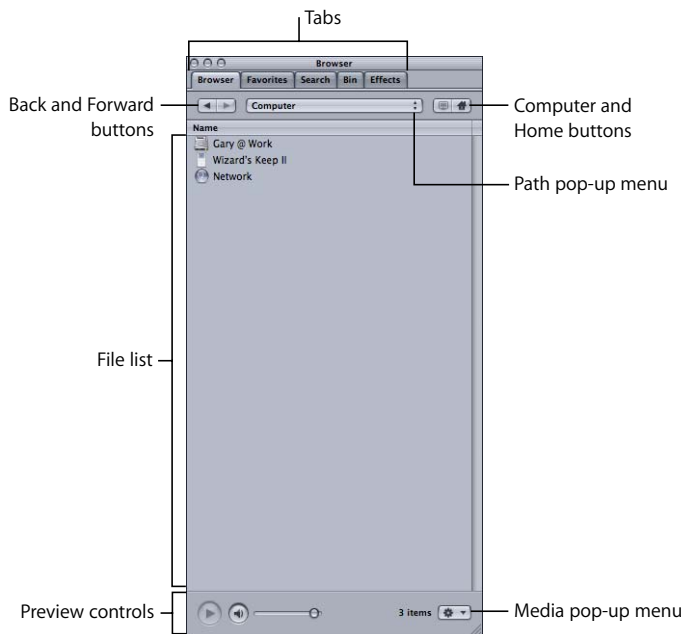 Tabs
Browser
Browser Favorites Search Bin Effects
Back and Forward
buttons
Computer
Computer and
Home buttons
Name
Gary @ Work
Wizard's Keep II
Network
Path pop-up menu
File list
Preview controls
3 items
Media pop-up menu